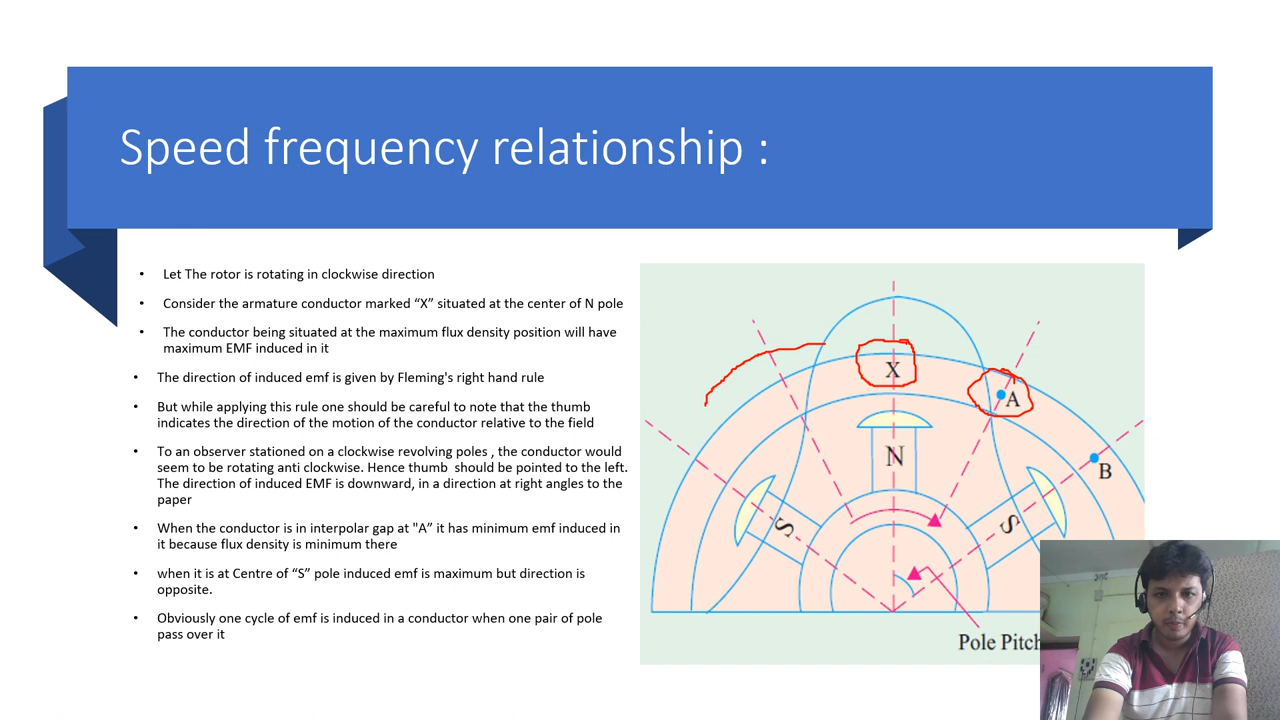 Speed frequency relationship :
• Let The rotor is rotating in clockwise direction
• Consider the armature conductor marked “X” situated at the center of N pole
• The conductor being situated at the maximum flux density position will have
maximum EMF induced in it
• The direction of induced emf is given by Fleming's right hand rule
• But while applying this rule one should be careful to note that the thumb
indicates the direction of the motion of the conductor relative to the field
• To an observer stationed on a clockwise revolving poles , the conductor would
seem to be rotating anti clockwise. Hence thumb should be pointed to the left.
The direction of induced EMF is downward, in a direction at right angles to the
paper
• When the conductor is in interpolar gap at "A” it has minimum emf induced in
it because flux density is minimum there
• when it is at Centre of “S” pole induced emf is maximum but direction is
opposite.
• Obviously one cycle of emf is induced in a conductor when one pair of pole
pass over it
X
A
N
B
S
S
Pole Pitch